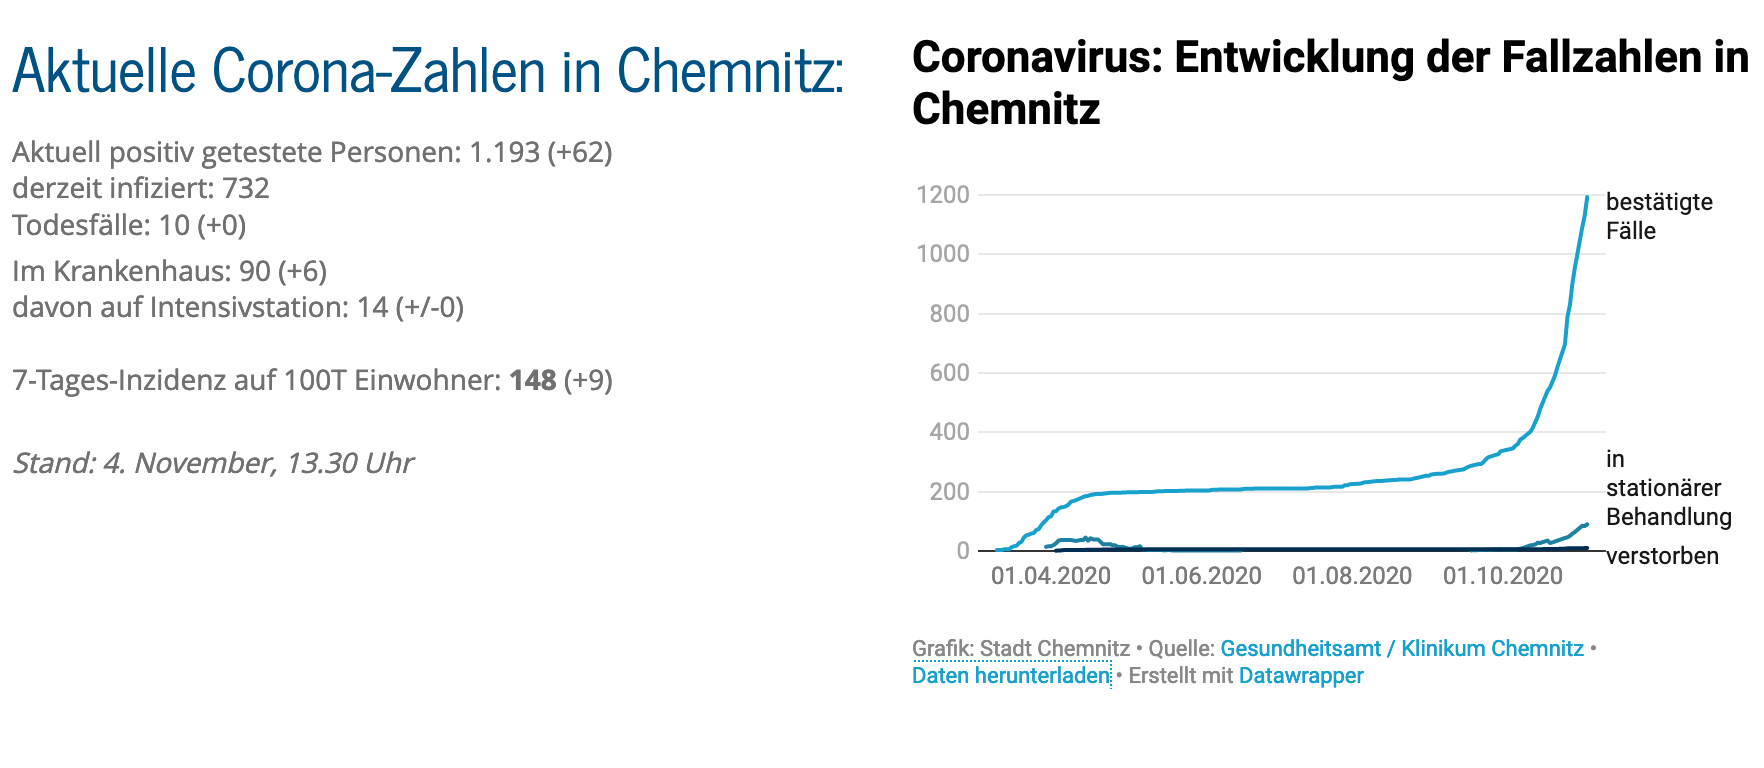 Aktuelle Corona-Zahlen in Chemnitz:
Aktuell positiv getestete Personen: 1.193 (+62)
derzeit infiziert: 732
Todesfälle: 10 (+0)
Im Krankenhaus: 90 (+6)
davon auf Intensivstation: 14 (+/-0)
7-Tages-Inzidenz auf 100T Einwohner: 148 (+9)
Stand: 4. November, 13.30 Uhr
Coronavirus: Entwicklung der Fallzahlen in
Chemnitz
1200
1000
800
600
400
200
0
bestätigte
Fälle
in
stationärer
Behandlung
verstorben
01.04.2020 01.06.2020 01.08.2020 01.10.2020
Grafik: Stadt Chemnitz • Quelle: Gesundheitsamt / Klinikum Chemnitz •
Daten herunterladen • Erstellt mit Datawrapper